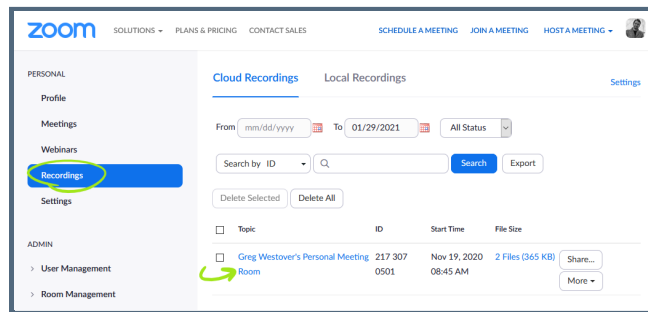 zoom SOLUTIONS PLANS & PRICING CONTACT SALES SCHEDULE A MEETING JOIN A MEETING HOST A MEETING
PERSONAL
Profile
Meetings
Webinars
Recordings
Settings
ADMIN
> User Management
> Room Management
Cloud Recordings Local Recordings Settings
From mm/dd/yyyy To 01/29/2021 All Status
Search by ID Search Export
Delete Selected Delete All
Topic ID Start Time File Size
Greg Westover's Personal Meeting 217 307 Nov 19, 2020 2 Files (365 KB) Share...
Room 0501 08:45 AM More